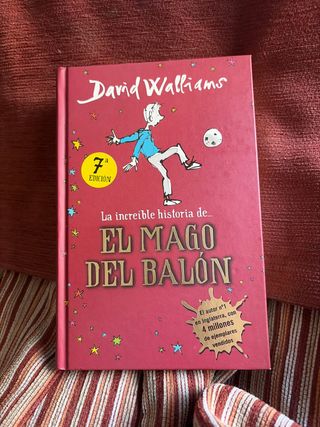 David Walliams
7ª
EDICIÓN
La increíble historia de...
EL MAGO
DEL BALÓN
El autor nº1
en Inglaterra, con
4 millones
de ejemplares
vendidos